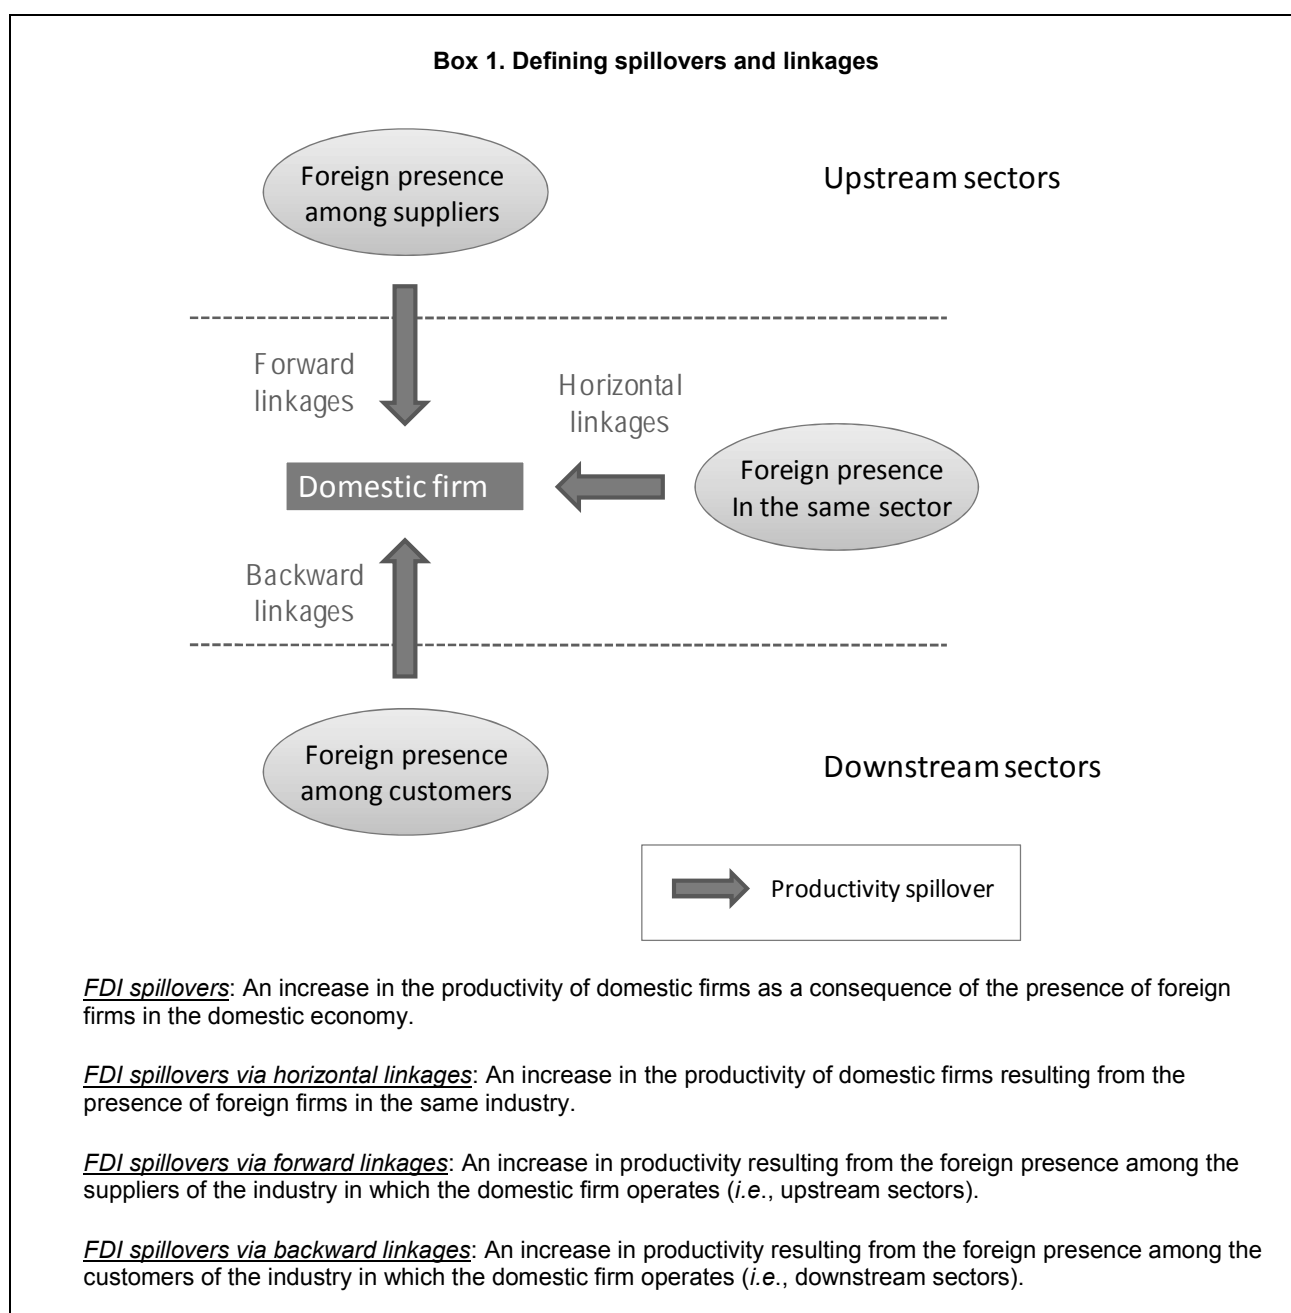 Box 1. Defining spillovers and linkages
Foreign presence
among suppliers
Upstream sectors
Forward
linkages
Horizontal
linkages
Domestic firm
Foreign presence
In the same sector
Backward
linkages
Foreign presence
among customers
Downstream sectors
Productivity spillover
FDI spillovers: An increase in the productivity of domestic firms as a consequence of the presence of foreign
firms in the domestic economy.
FDI spillovers via horizontal linkages: An increase in the productivity of domestic firms resulting from the
presence of foreign firms in the same industry.
FDI spillovers via forward linkages: An increase in productivity resulting from the foreign presence among the
suppliers of the industry in which the domestic firm operates (i.e., upstream sectors).
FDI spillovers via backward linkages: An increase in productivity resulting from the foreign presence among the
customers of the industry in which the domestic firm operates (i.e., downstream sectors).